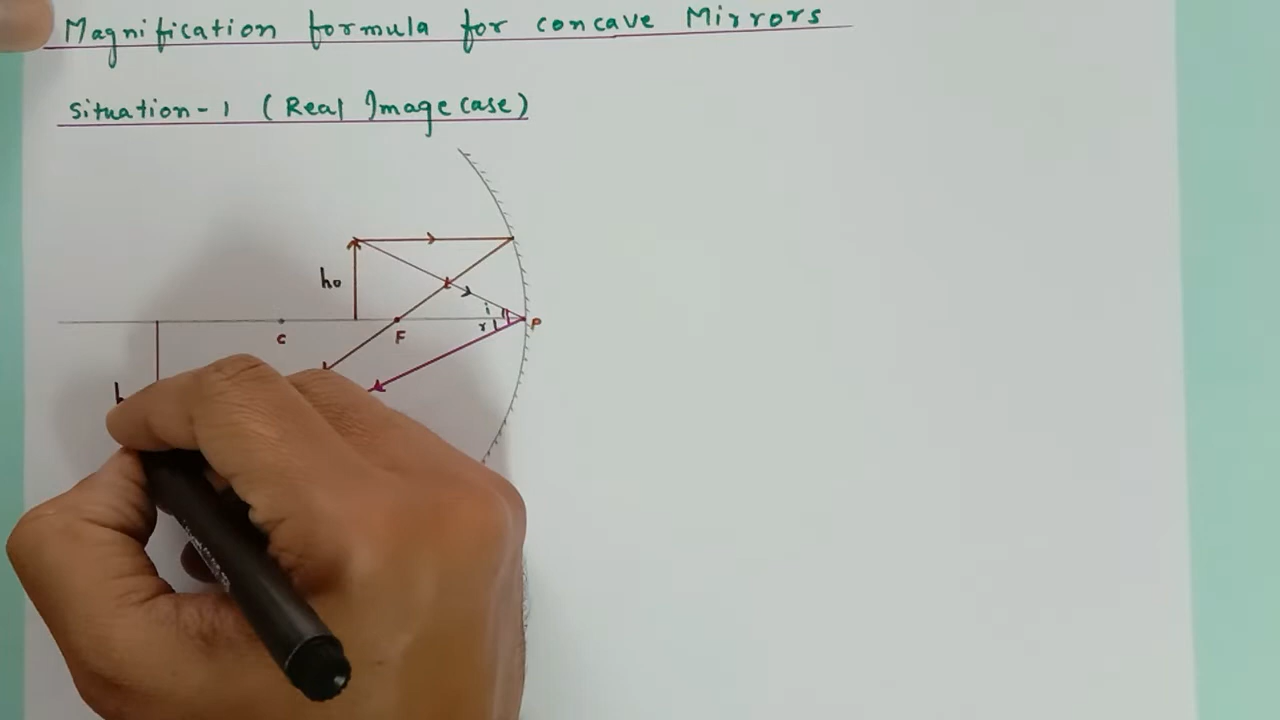 Magnification formula for concave Mirrors
Situation-1 (Real Image case)
ho
i
r
P
C
F
h